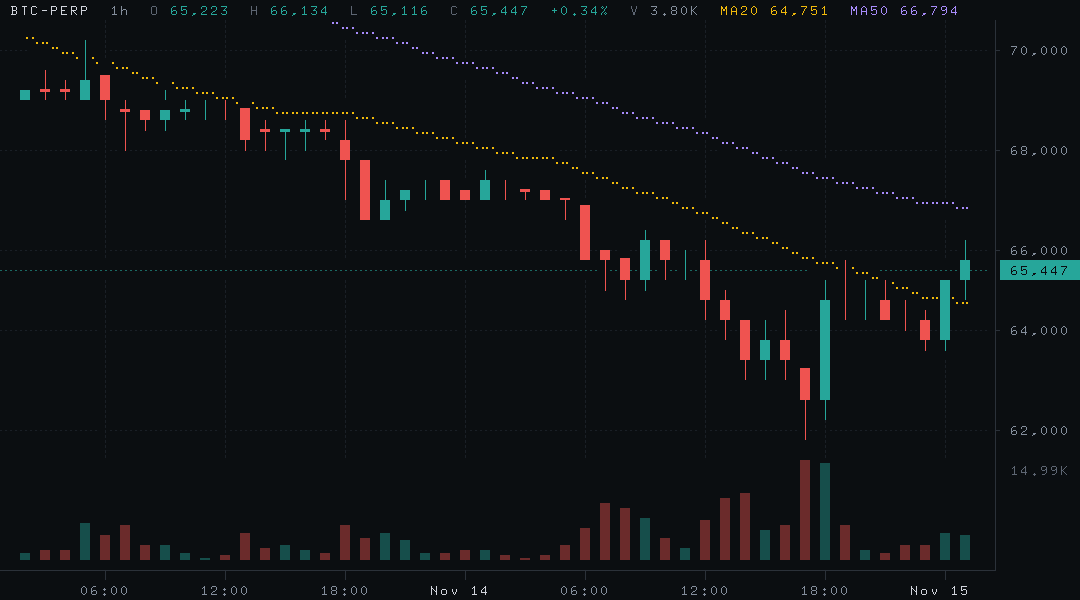 BTC-PERP 1h O 65,223 H 66,134 L 65,116 C 65,447 +0.34% V 3.80K MA20 64,751 MA50 66,794
70,000
68,000
66,000
65,447
64,000
62,000
14.99K
06:00 12:00 18:00 Nov 14 06:00 12:00 18:00 Nov 15